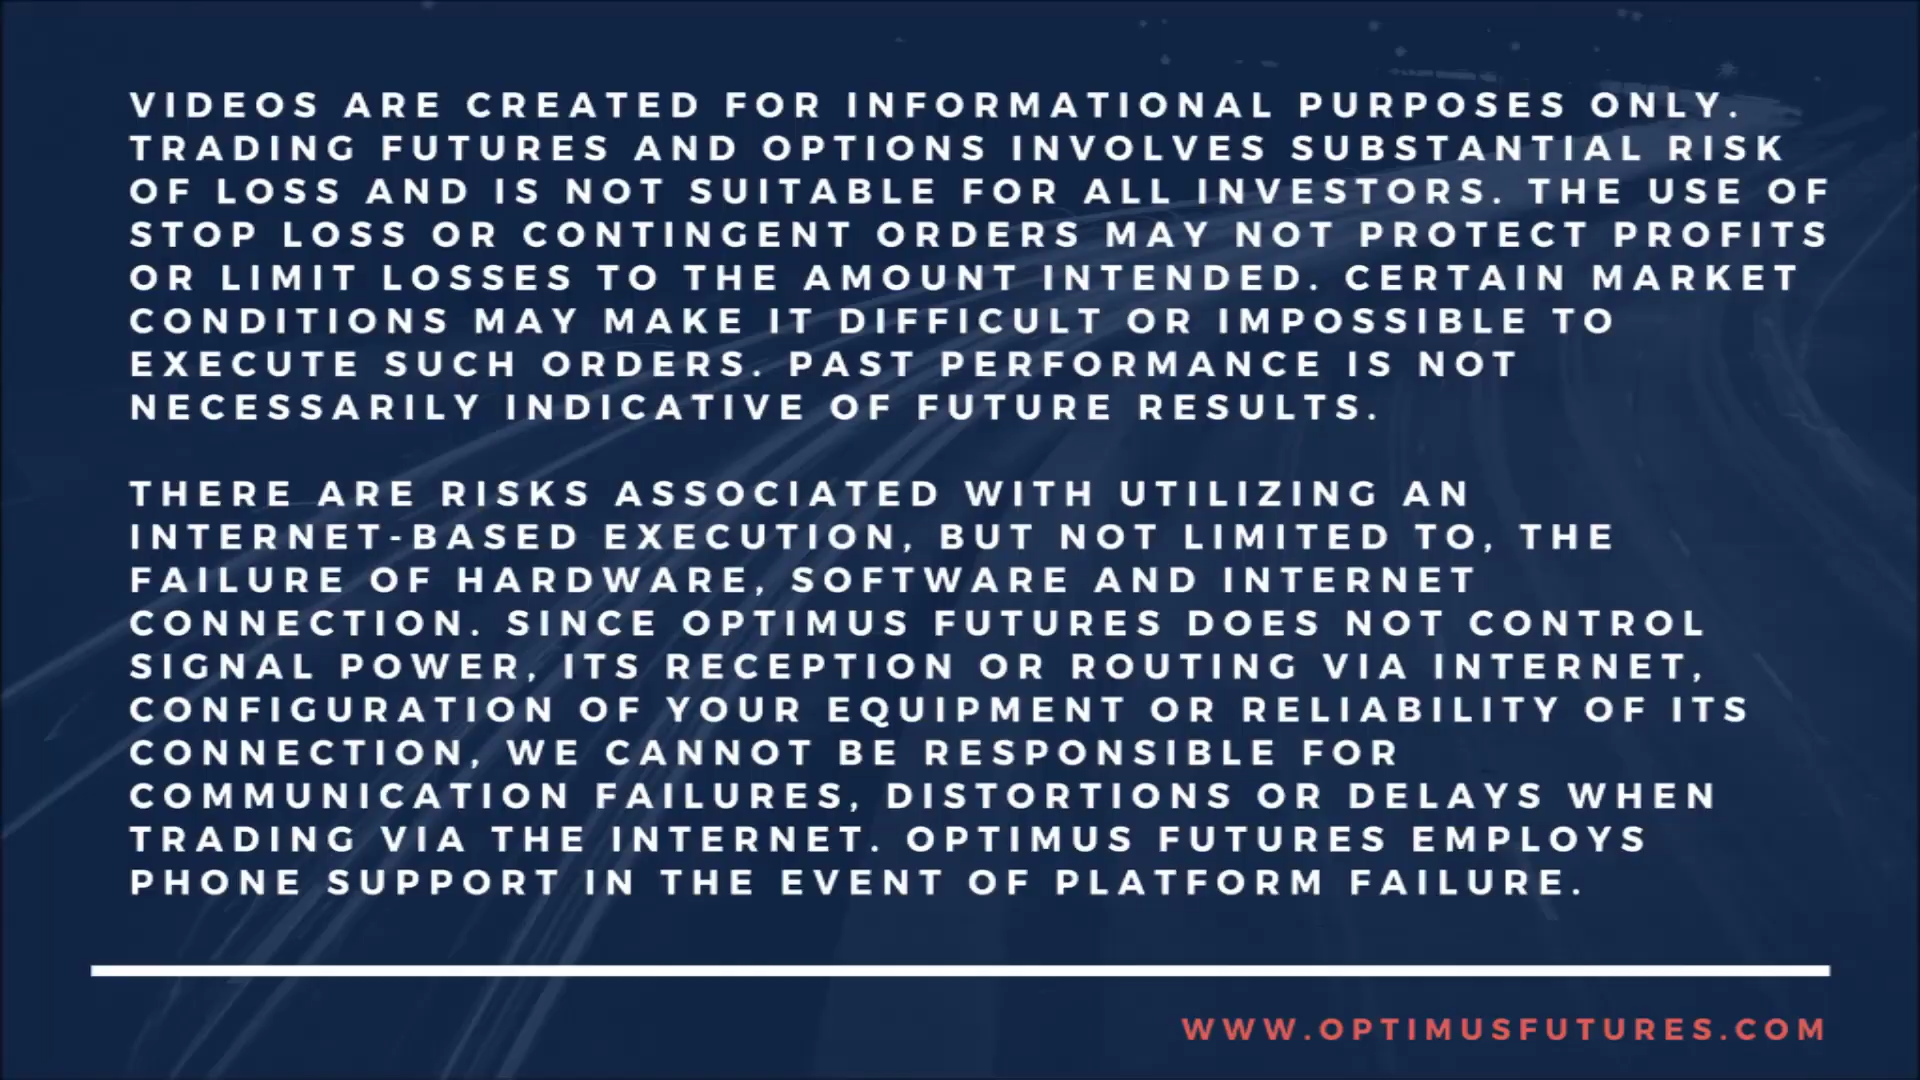 VIDEOS ARE CREATED FOR INFORMATIONAL PURPOSES ONLY.
TRADING FUTURES AND OPTIONS INVOLVES SUBSTANTIAL RISK
OF LOSS AND IS NOT SUITABLE FOR ALL INVESTORS. THE USE OF
STOP LOSS OR CONTINGENT ORDERS MAY NOT PROTECT PROFITS
OR LIMIT LOSSES TO THE AMOUNT INTENDED. CERTAIN MARKET
CONDITIONS MAY MAKE IT DIFFICULT OR IMPOSSIBLE TO
EXECUTE SUCH ORDERS. PAST PERFORMANCE IS NOT
NECESSARILY INDICATIVE OF FUTURE RESULTS.
THERE ARE RISKS ASSOCIATED WITH UTILIZING AN
INTERNET-BASED EXECUTION, BUT NOT LIMITED TO, THE
FAILURE OF HARDWARE, SOFTWARE AND INTERNET
CONNECTION. SINCE OPTIMUS FUTURES DOES NOT CONTROL
SIGNAL POWER, ITS RECEPTION OR ROUTING VIA INTERNET,
CONFIGURATION OF YOUR EQUIPMENT OR RELIABILITY OF ITS
CONNECTION, WE CANNOT BE RESPONSIBLE FOR
COMMUNICATION FAILURES, DISTORTIONS OR DELAYS WHEN
TRADING VIA THE INTERNET. OPTIMUS FUTURES EMPLOYS
PHONE SUPPORT IN THE EVENT OF PLATFORM FAILURE.
WWW.OPTIMUSFUTURES.COM